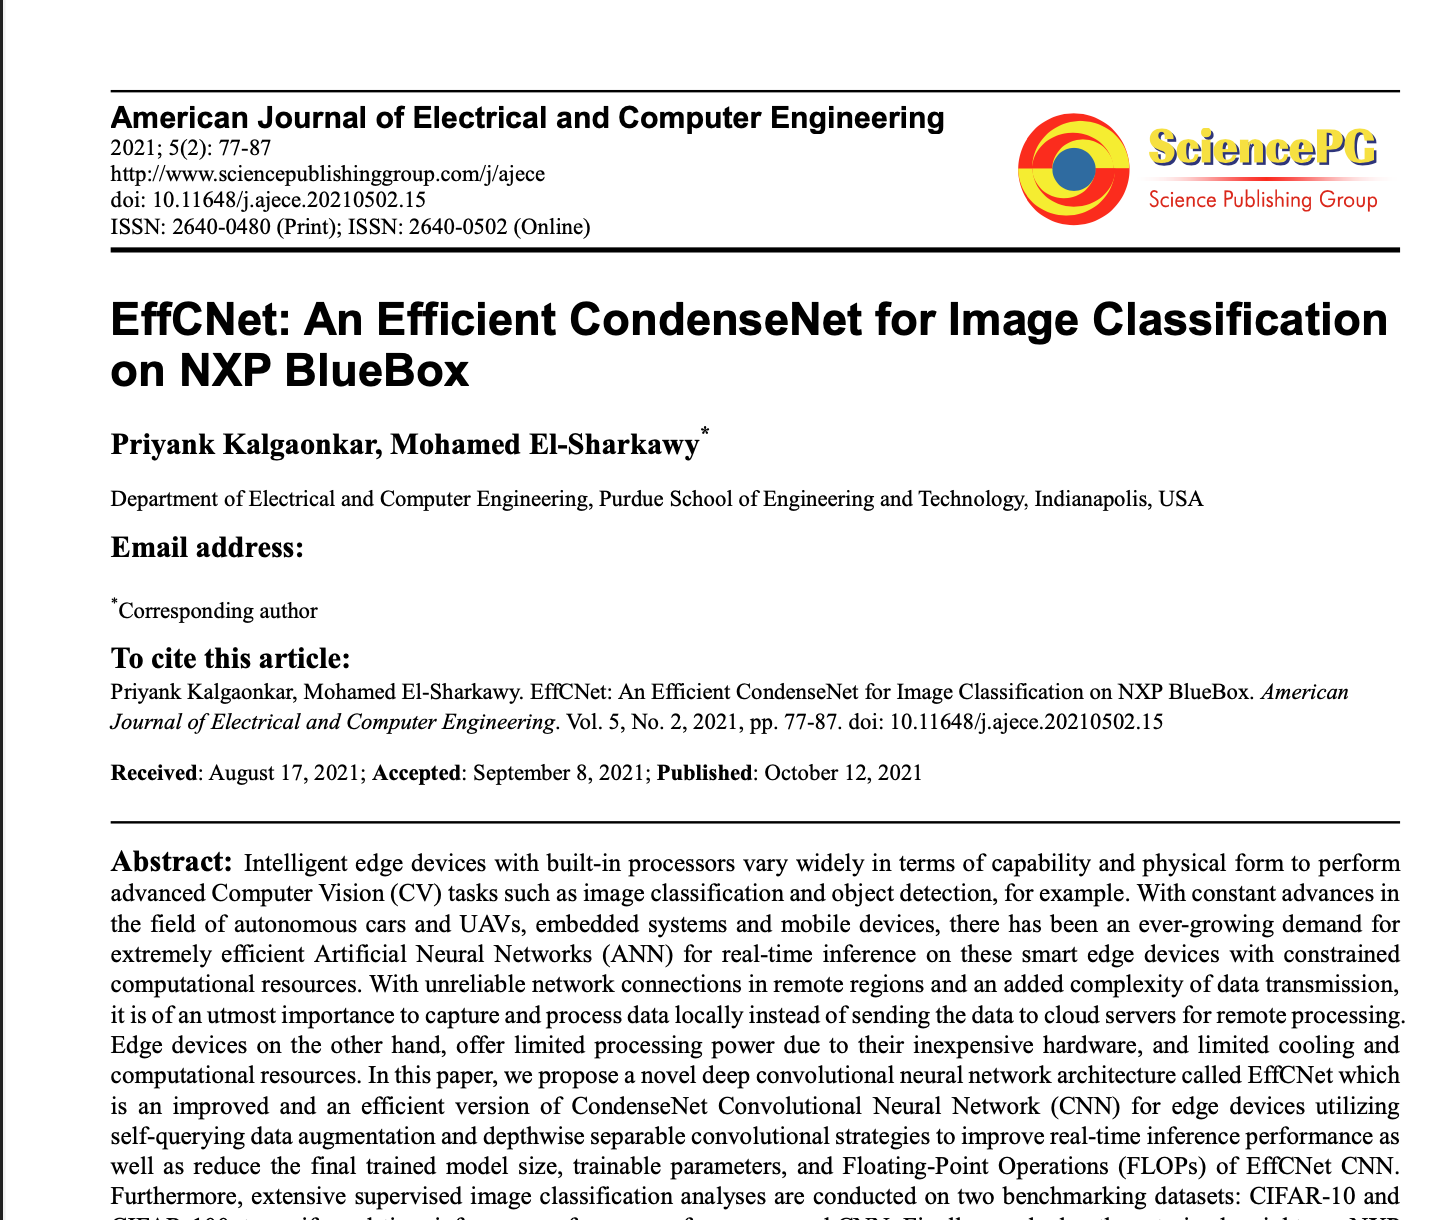 American Journal of Electrical and Computer Engineering
2021; 5(2): 77-87
http://www.sciencepublishinggroup.com/j/ajece
doi: 10.11648/j.ajece.20210502.15
ISSN: 2640-0480 (Print); ISSN: 2640-0502 (Online)
SciencePG
Science Publishing Group
EffCNet: An Efficient CondenseNet for Image Classification
on NXP BlueBox
Priyank Kalgaonkar, Mohamed El-Sharkawy*
Department of Electrical and Computer Engineering, Purdue School of Engineering and Technology, Indianapolis, USA
Email address:
*Corresponding author
To cite this article:
Priyank Kalgaonkar, Mohamed El-Sharkawy. EffCNet: An Efficient CondenseNet for Image Classification on NXP BlueBox. American
Journal of Electrical and Computer Engineering. Vol. 5, No. 2, 2021, pp. 77-87. doi: 10.11648/j.ajece.20210502.15
Received: August 17, 2021; Accepted: September 8, 2021; Published: October 12, 2021
Abstract: Intelligent edge devices with built-in processors vary widely in terms of capability and physical form to perform
advanced Computer Vision (CV) tasks such as image classification and object detection, for example. With constant advances in
the field of autonomous cars and UAVs, embedded systems and mobile devices, there has been an ever-growing demand for
extremely efficient Artificial Neural Networks (ANN) for real-time inference on these smart edge devices with constrained
computational resources. With unreliable network connections in remote regions and an added complexity of data transmission,
it is of an utmost importance to capture and process data locally instead of sending the data to cloud servers for remote processing.
Edge devices on the other hand, offer limited processing power due to their inexpensive hardware, and limited cooling and
computational resources. In this paper, we propose a novel deep convolutional neural network architecture called EffCNet which
is an improved and an efficient version of CondenseNet Convolutional Neural Network (CNN) for edge devices utilizing
self-querying data augmentation and depthwise separable convolutional strategies to improve real-time inference performance as
well as reduce the final trained model size, trainable parameters, and Floating-Point Operations (FLOPs) of EffCNet CNN.
Furthermore, extensive supervised image classification analyses are conducted on two benchmarking datasets: CIFAR-10 and